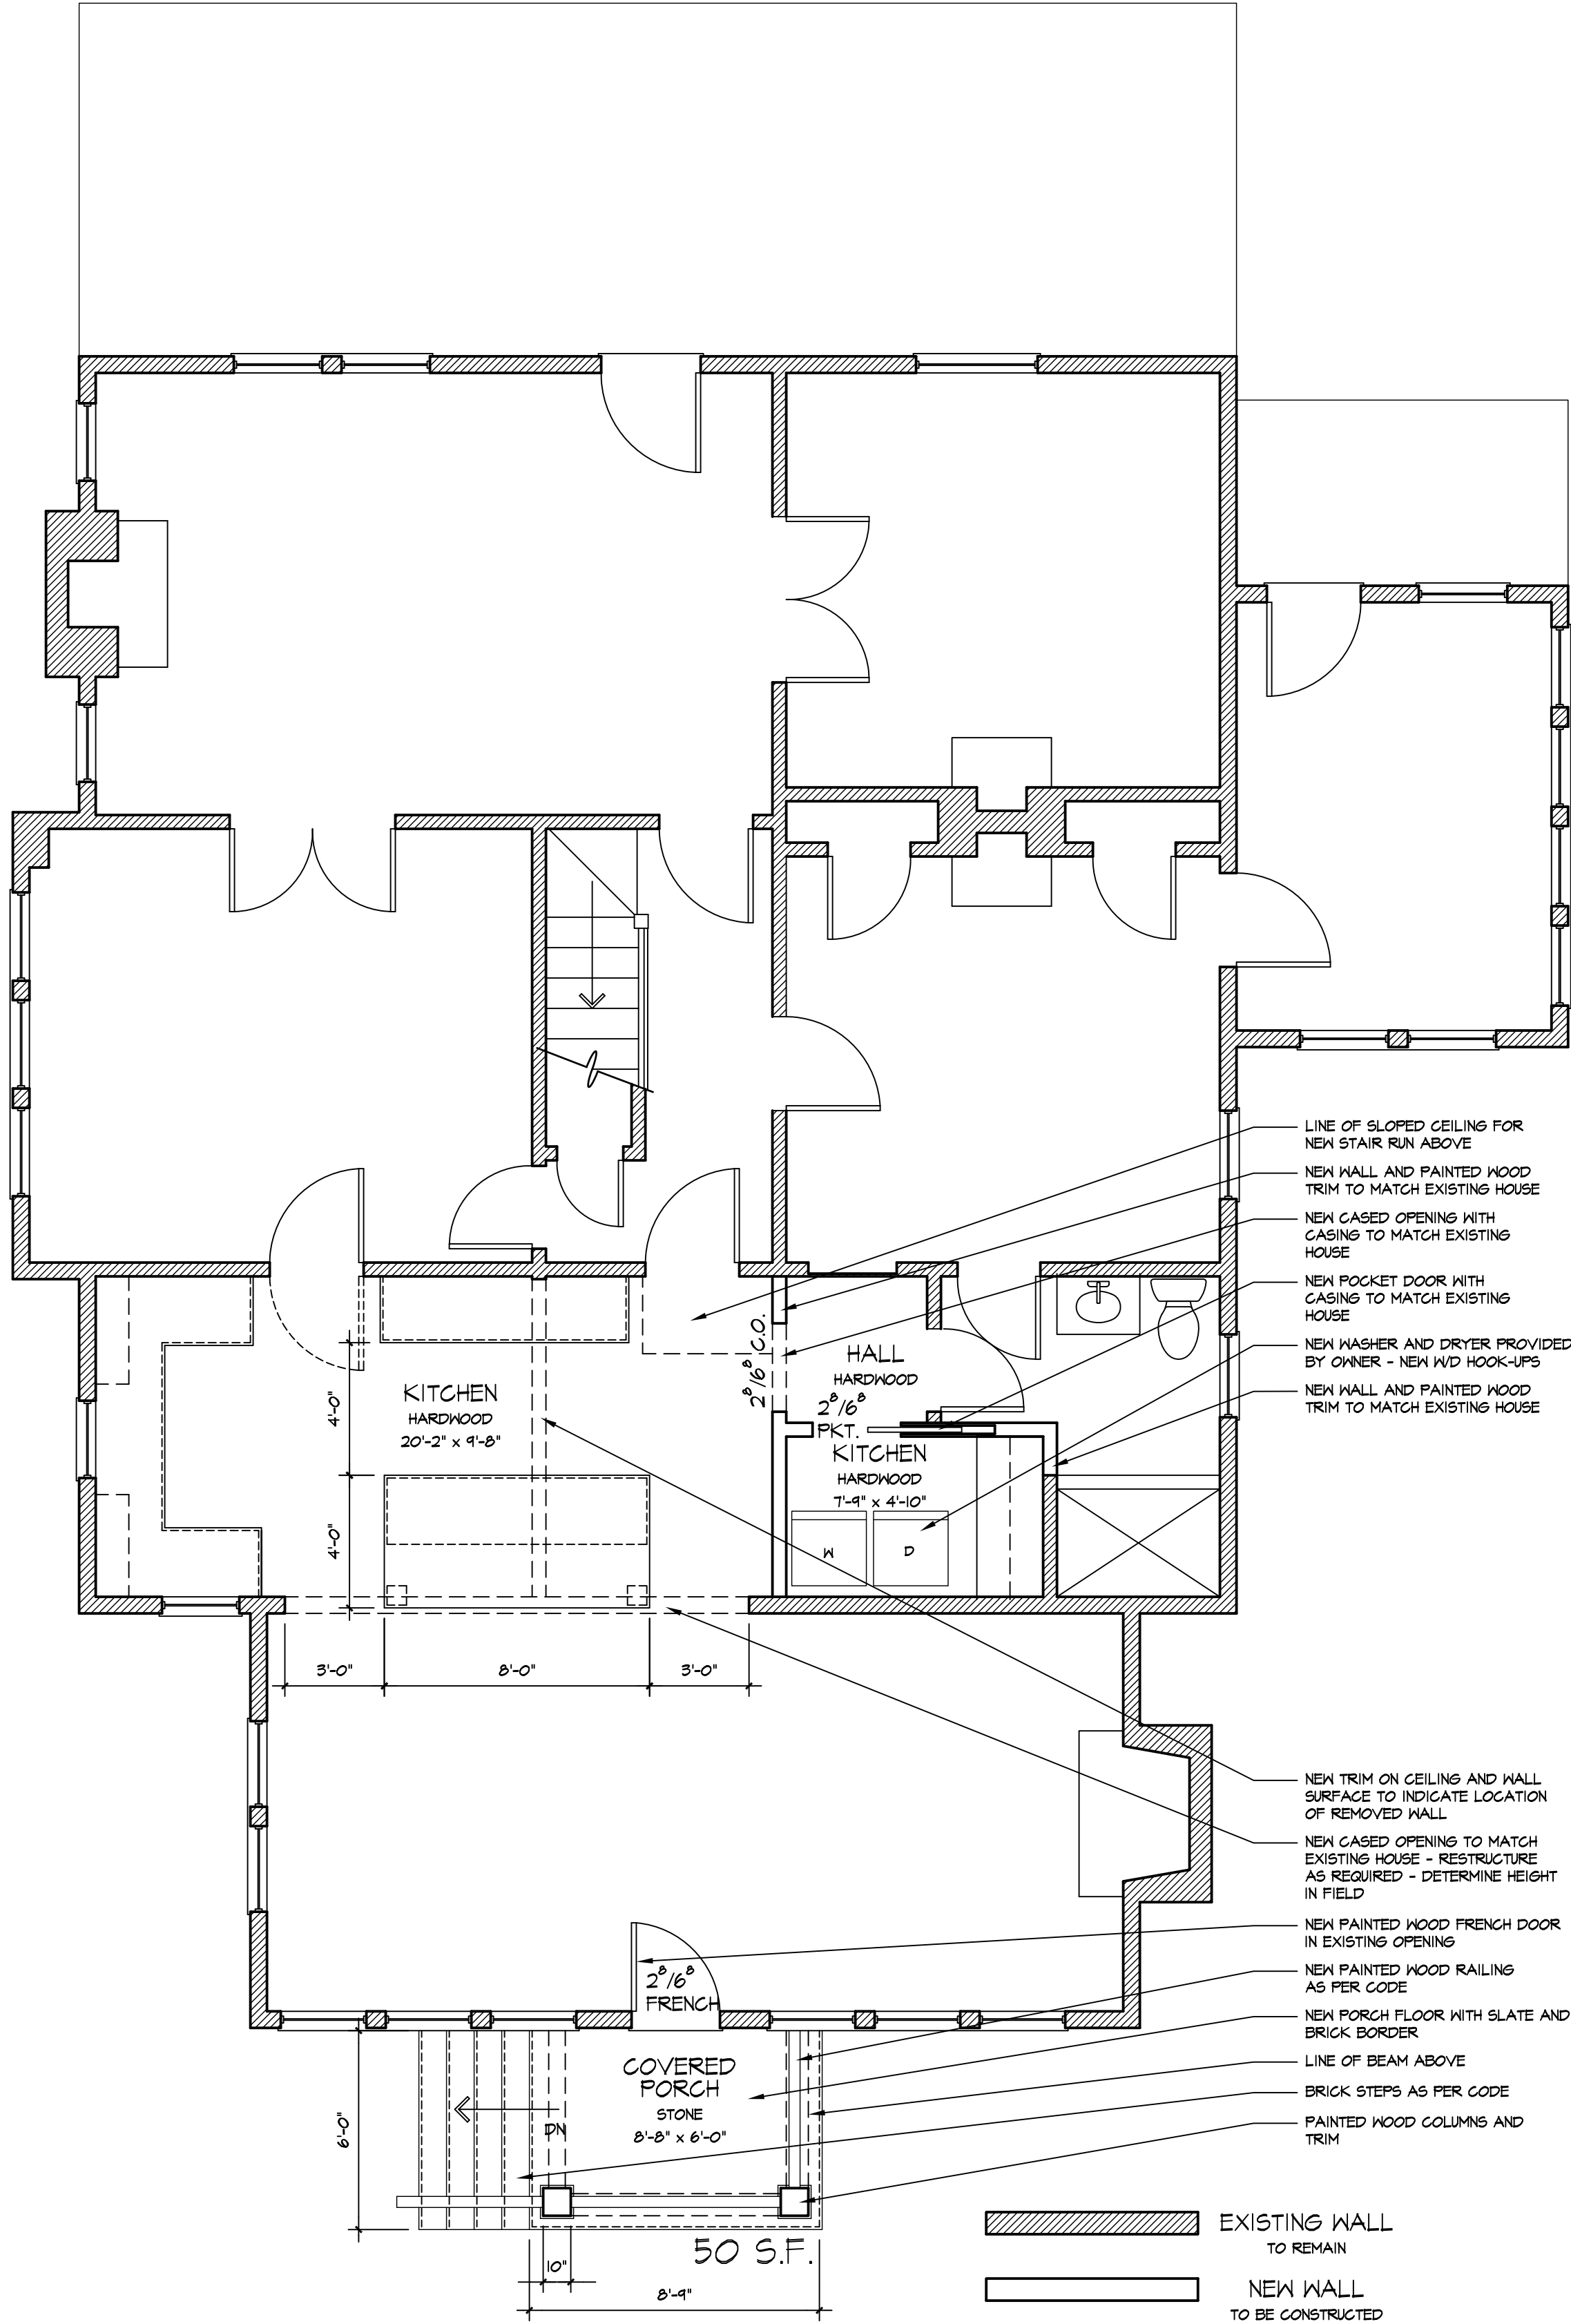 LINE OF SLOPED CEILING FOR
NEW STAIR RUN ABOVE
NEW WALL AND PAINTED WOOD
TRIM TO MATCH EXISTING HOUSE
NEW CASED OPENING WITH
CASING TO MATCH EXISTING
HOUSE
NEW POCKET DOOR WITH
CASING TO MATCH EXISTING
HOUSE
NEW WASHER AND DRYER PROVIDED
BY OWNER - NEW W/D HOOK-UPS
NEW WALL AND PAINTED WOOD
TRIM TO MATCH EXISTING HOUSE
2⁸/6⁸ C.O.
HALL
HARDWOOD
2⁸/6⁸
PKT.
KITCHEN
HARDWOOD
20'-2" x 9'-8"
4'-0"
4'-0"
KITCHEN
HARDWOOD
7'-9" x 4'-10"
W
D
3'-0"
8'-0"
3'-0"
NEW TRIM ON CEILING AND WALL
SURFACE TO INDICATE LOCATION
OF REMOVED WALL
NEW CASED OPENING TO MATCH
EXISTING HOUSE - RESTRUCTURE
AS REQUIRED - DETERMINE HEIGHT
IN FIELD
NEW PAINTED WOOD FRENCH DOOR
IN EXISTING OPENING
NEW PAINTED WOOD RAILING
AS PER CODE
NEW PORCH FLOOR WITH SLATE AND
BRICK BORDER
LINE OF BEAM ABOVE
BRICK STEPS AS PER CODE
PAINTED WOOD COLUMNS AND
TRIM
2⁸/6⁸
FRENCH
COVERED
PORCH
STONE
8'-8" x 6'-0"
DN
6'-0"
50 S.F.
10"
8'-9"
EXISTING WALL
TO REMAIN
NEW WALL
TO BE CONSTRUCTED